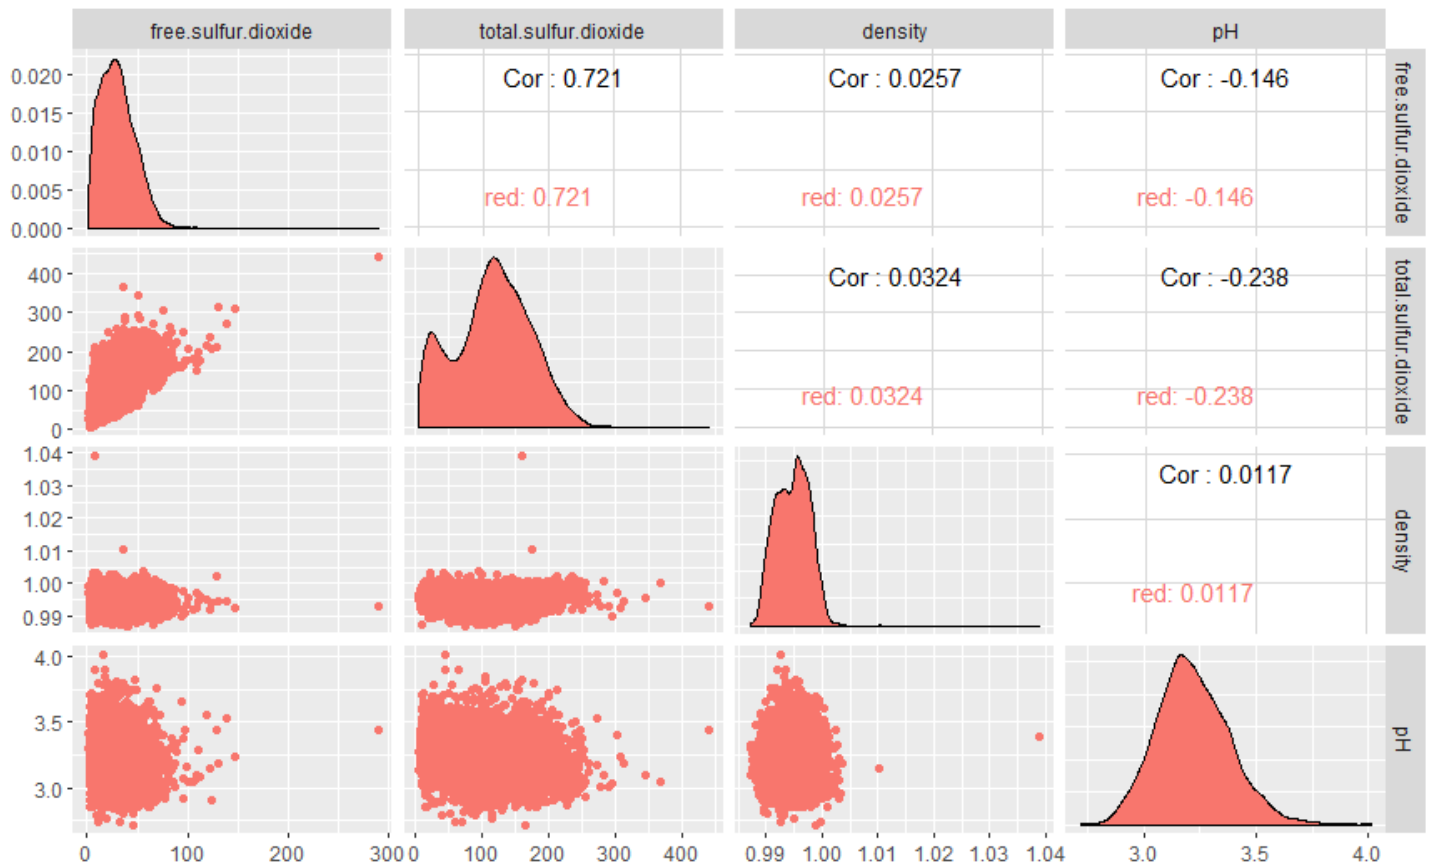 free.sulfur.dioxide total.sulfur.dioxide density pH
0.020 Cor : 0.721 Cor : 0.0257 Cor : -0.146 free.sulfur.dioxide
0.015
0.010
0.005 red: 0.721 red: 0.0257 red: -0.146
0.000
400 Cor : 0.0324 Cor : -0.238 total.sulfur.dioxide
300
200
100 red: 0.0324 red: -0.238
0
1.04 Cor : 0.0117 density
1.03
1.02
1.01
1.00 red: 0.0117
0.99
4.0 pH
3.5
3.0
0 100 200 300 0 100 200 300 400 0.99 1.00 1.01 1.02 1.03 1.04 3.0 3.5 4.0